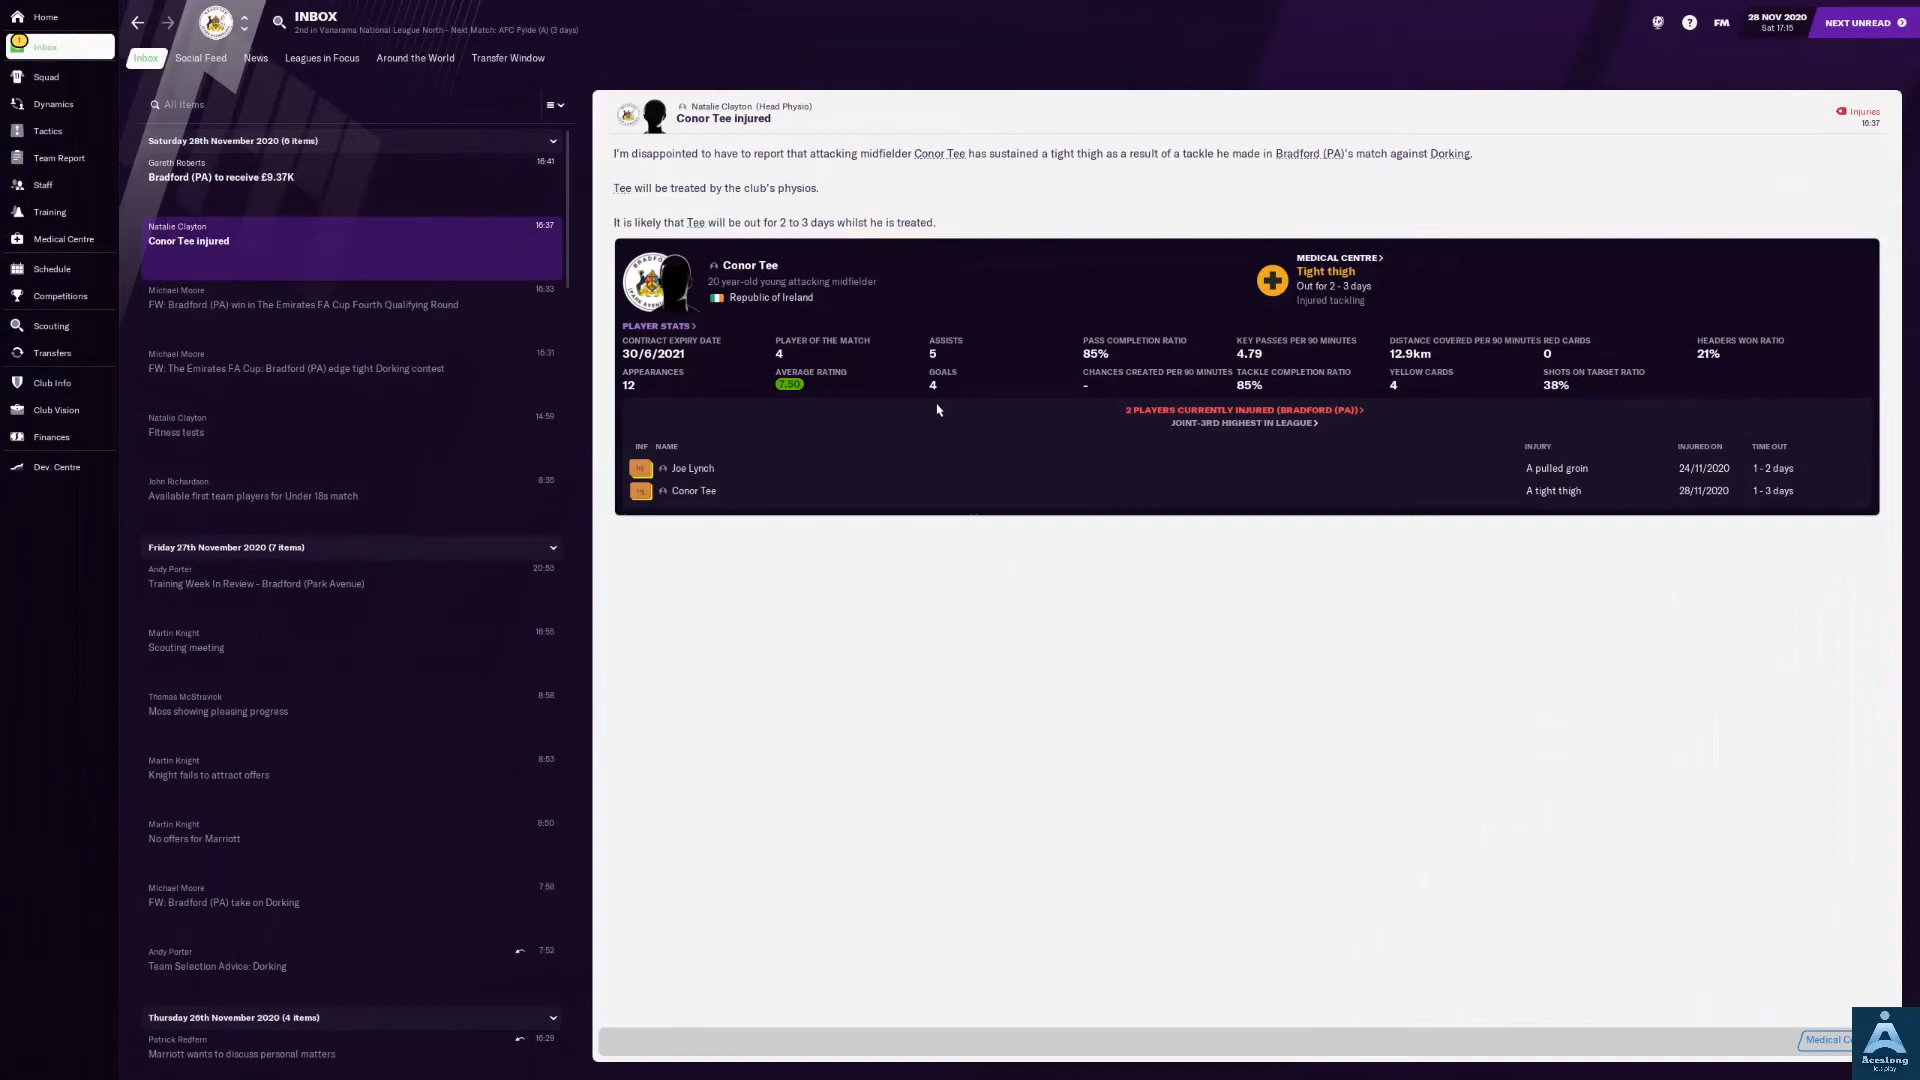 Home
Inbox
Squad
Dynamics
Tactics
Team Report
Staff
Training
Medical Centre
Schedule
Competitions
Scouting
Transfers
Club Info
Club Vision
Finances
Dev. Centre
INBOX
2nd in Vanarama National League North - Next Match: AFC Fylde (A) (3 days)
FM
28 NOV 2020
Sat 17:15
NEXT UNREAD
Inbox Social Feed News Leagues in Focus Around the World Transfer Window
All Items
Saturday 28th November 2020 (6 items)
Gareth Roberts 16:41
Bradford (PA) to receive £9.37K
Natalie Clayton 16:37
Conor Tee injured
Michael Moore 16:33
FW: Bradford (PA) win in The Emirates FA Cup Fourth Qualifying Round
Michael Moore 16:31
FW: The Emirates FA Cup: Bradford (PA) edge tight Dorking contest
Natalie Clayton 14:59
Fitness tests
John Richardson 8:35
Available first team players for Under 18s match
Friday 27th November 2020 (7 items)
Andy Porter 20:53
Training Week In Review - Bradford (Park Avenue)
Martin Knight 16:55
Scouting meeting
Thomas McStravick 8:58
Moss showing pleasing progress
Martin Knight 8:53
Knight fails to attract offers
Martin Knight 8:50
No offers for Marriott
Michael Moore 7:58
FW: Bradford (PA) take on Dorking
Andy Porter 7:52
Team Selection Advice: Dorking
Thursday 26th November 2020 (4 items)
Patrick Redfern 16:29
Marriott wants to discuss personal matters
Natalie Clayton (Head Physio)
Conor Tee injured
Injuries
16:37
I'm disappointed to have to report that attacking midfielder Conor Tee has sustained a tight thigh as a result of a tackle he made in Bradford (PA)'s match against Dorking.
Tee will be treated by the club's physios.
It is likely that Tee will be out for 2 to 3 days whilst he is treated.
Conor Tee
20 year-old young attacking midfielder
Republic of Ireland
MEDICAL CENTRE >
Tight thigh
Out for 2 - 3 days
Injured tackling
PLAYER STATS >
CONTRACT EXPIRY DATE PLAYER OF THE MATCH ASSISTS PASS COMPLETION RATIO KEY PASSES PER 90 MINUTES DISTANCE COVERED PER 90 MINUTES RED CARDS HEADERS WON RATIO
30/6/2021 4 5 85% 4.79 12.9km 0 21%
APPEARANCES AVERAGE RATING GOALS CHANCES CREATED PER 90 MINUTES TACKLE COMPLETION RATIO YELLOW CARDS SHOTS ON TARGET RATIO
12 7.50 4 - 85% 4 38%
2 PLAYERS CURRENTLY INJURED (BRADFORD (PA)) >
JOINT-3RD HIGHEST IN LEAGUE >
INF NAME INJURY INJURED ON TIME OUT
Inj Joe Lynch A pulled groin 24/11/2020 1 - 2 days
Inj Conor Tee A tight thigh 28/11/2020 1 - 3 days
Medical
Aceslong